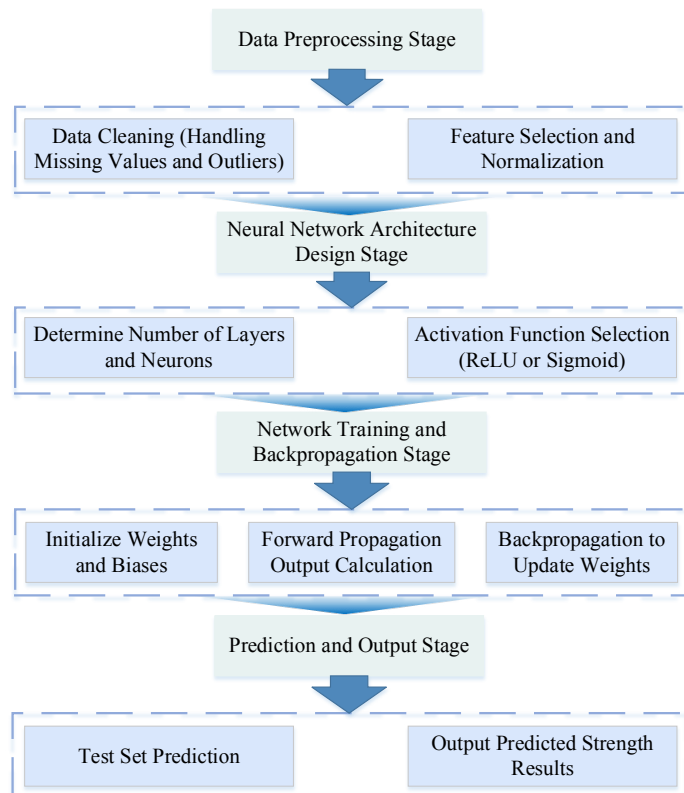 Data Preprocessing Stage
Data Cleaning (Handling
Missing Values and Outliers)
Feature Selection and
Normalization
Neural Network Architecture
Design Stage
Determine Number of Layers
and Neurons
Activation Function Selection
(ReLU or Sigmoid)
Network Training and
Backpropagation Stage
Initialize Weights
and Biases
Forward Propagation
Output Calculation
Backpropagation to
Update Weights
Prediction and Output Stage
Test Set Prediction
Output Predicted Strength
Results